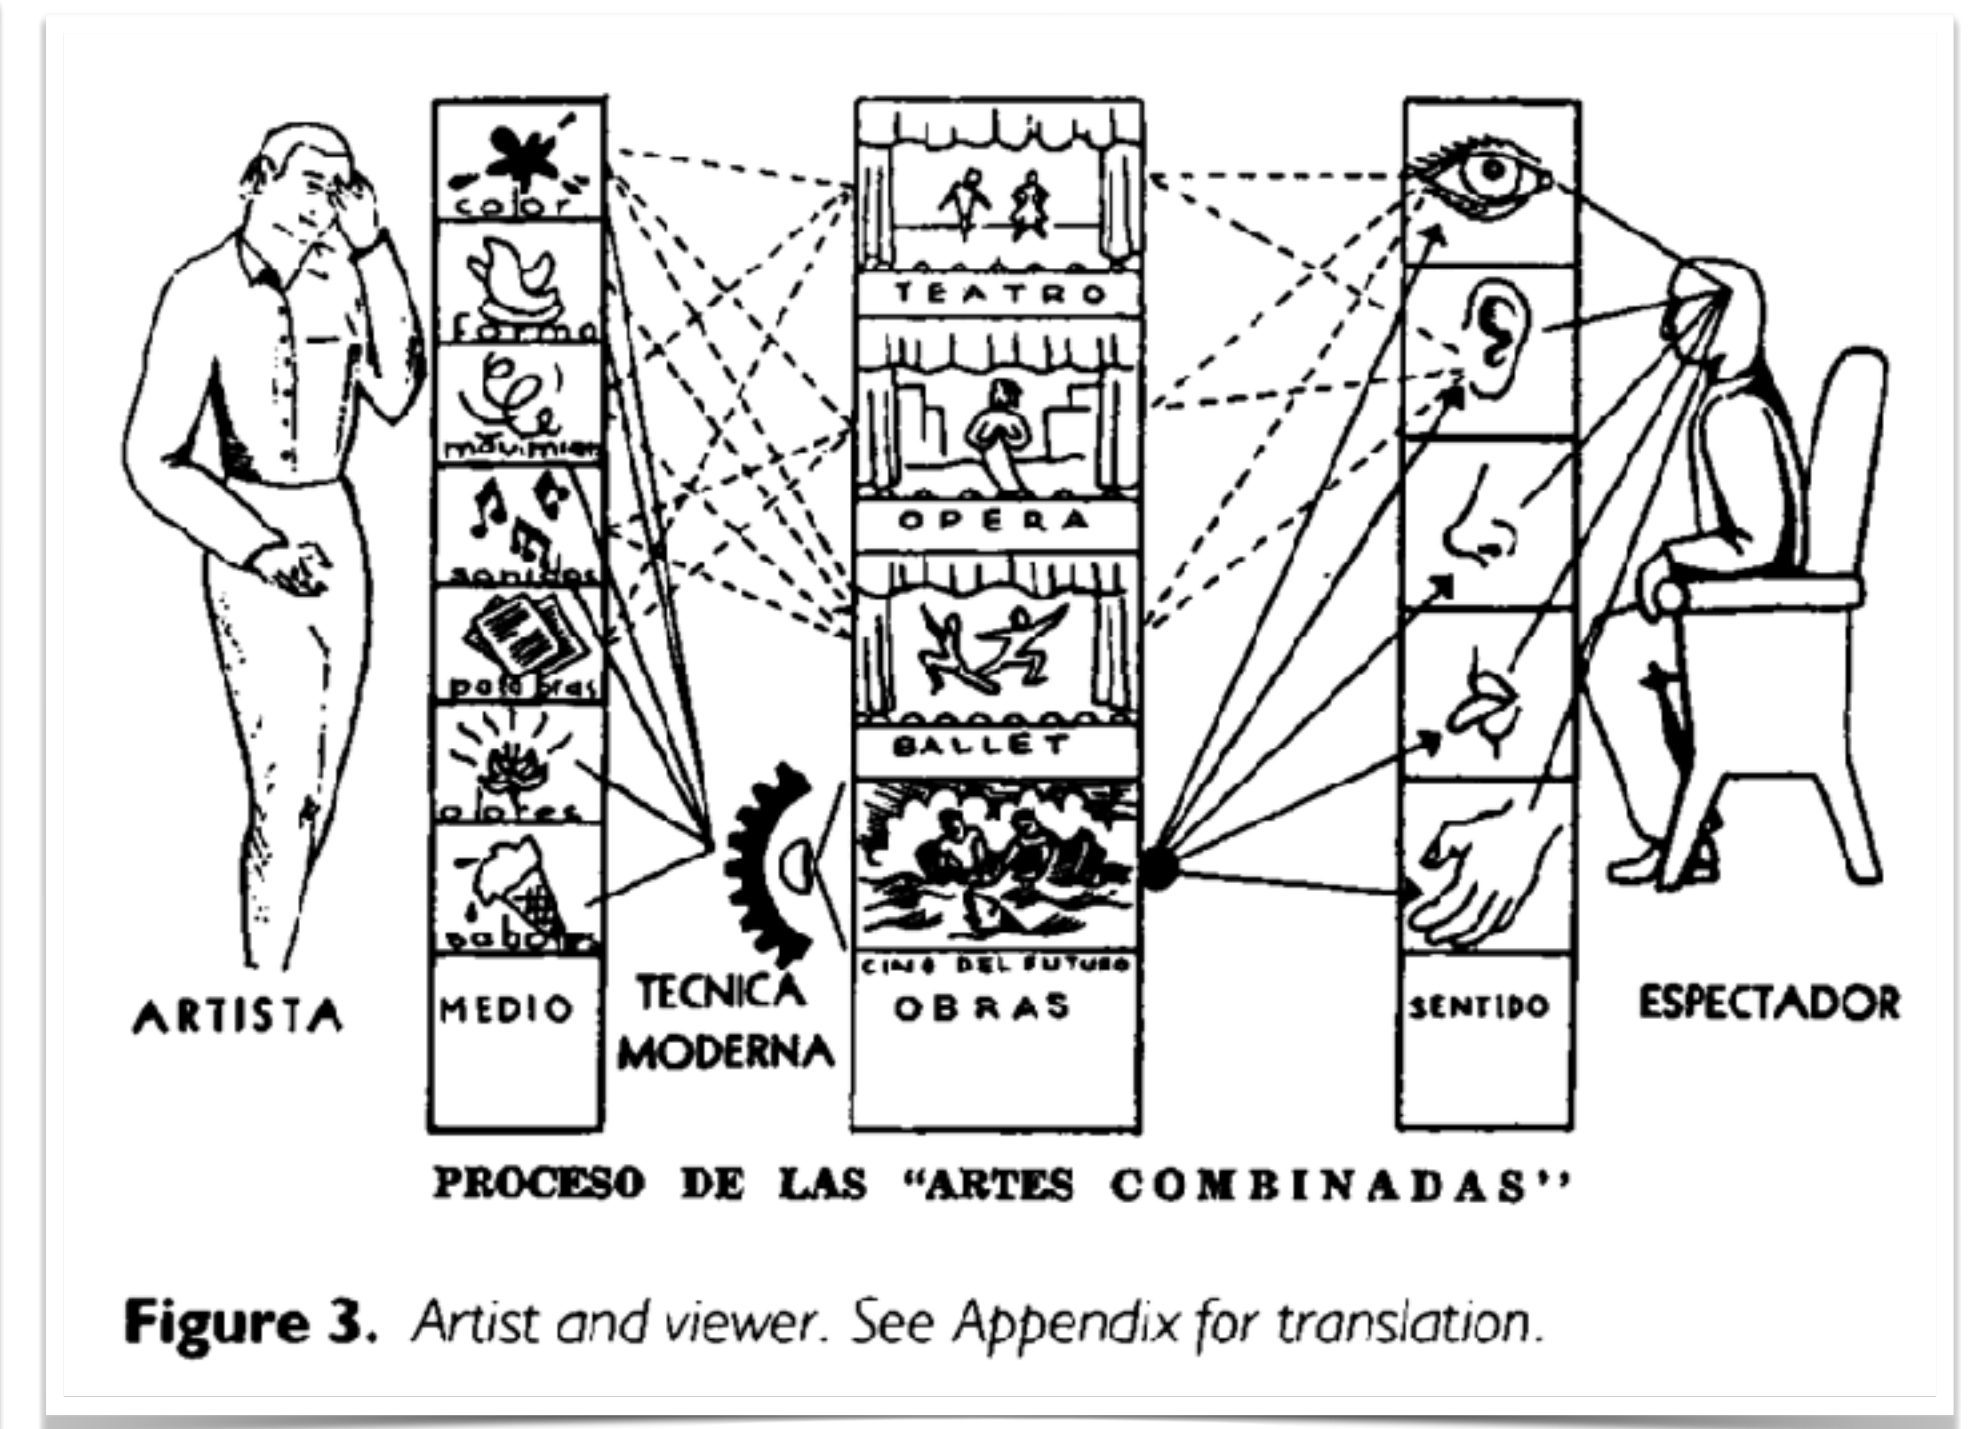 color
forma
movimien
sonidos
palabras
olores
sabores
MEDIO
ARTISTA
TECNICA
MODERNA
TEATRO
OPERA
BALLET
CINE DEL FUTURO
OBRAS
SENTIDO
ESPECTADOR
PROCESO DE LAS “ARTES COMBINADAS”
Figure 3. Artist and viewer. See Appendix for translation.